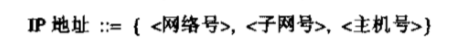 IP 地址 ::= { <网络号>, <子网号>, <主机号>}